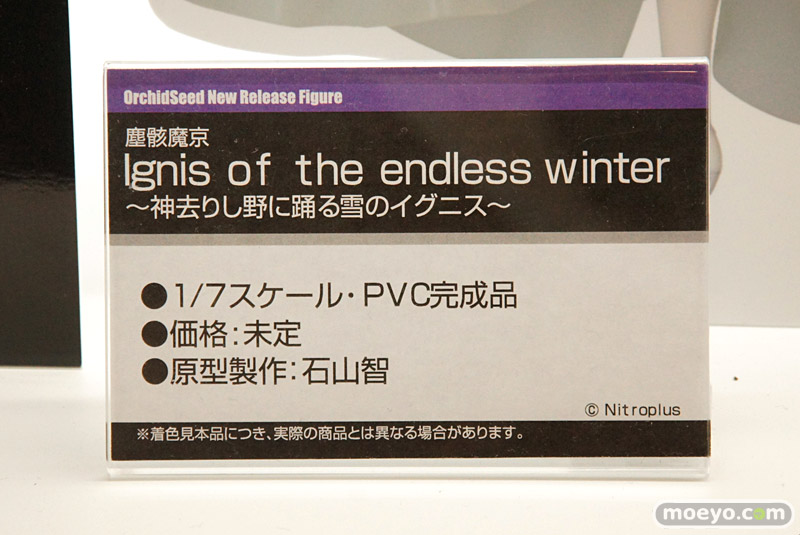 OrchidSeed New Release Figure
塵骸魔京
Ignis of the endless winter
～神去りし野に踊る雪のイグニス～
●1/7スケール・PVC完成品
●価格：未定
●原型製作：石山智
© Nitroplus
※着色見本品につき、実際の商品とは異なる場合があります。
moeyo.com